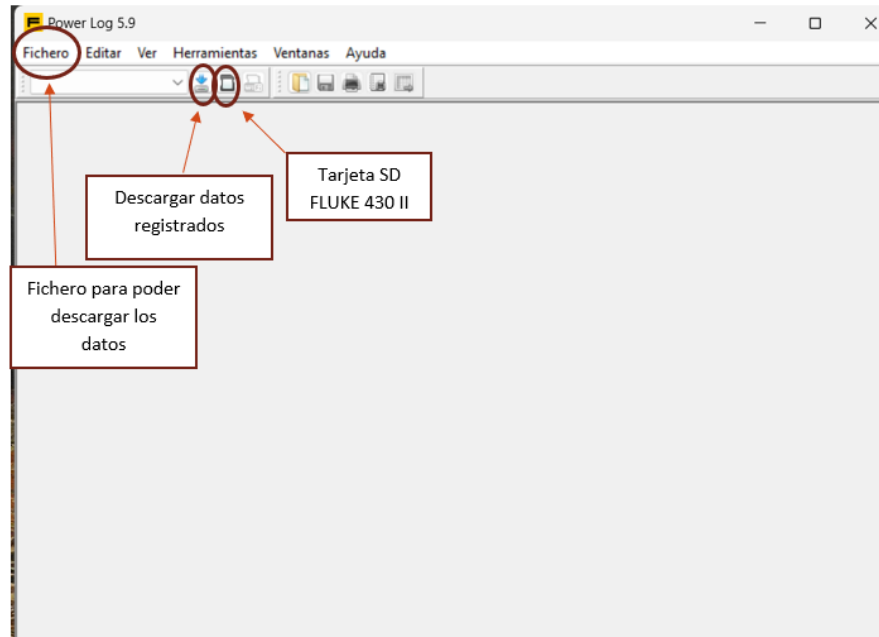 Power Log 5.9
Fichero Editar Ver Herramientas Ventanas Ayuda
Descargar datos
registrados
Tarjeta SD
FLUKE 430 II
Fichero para poder
descargar los
datos